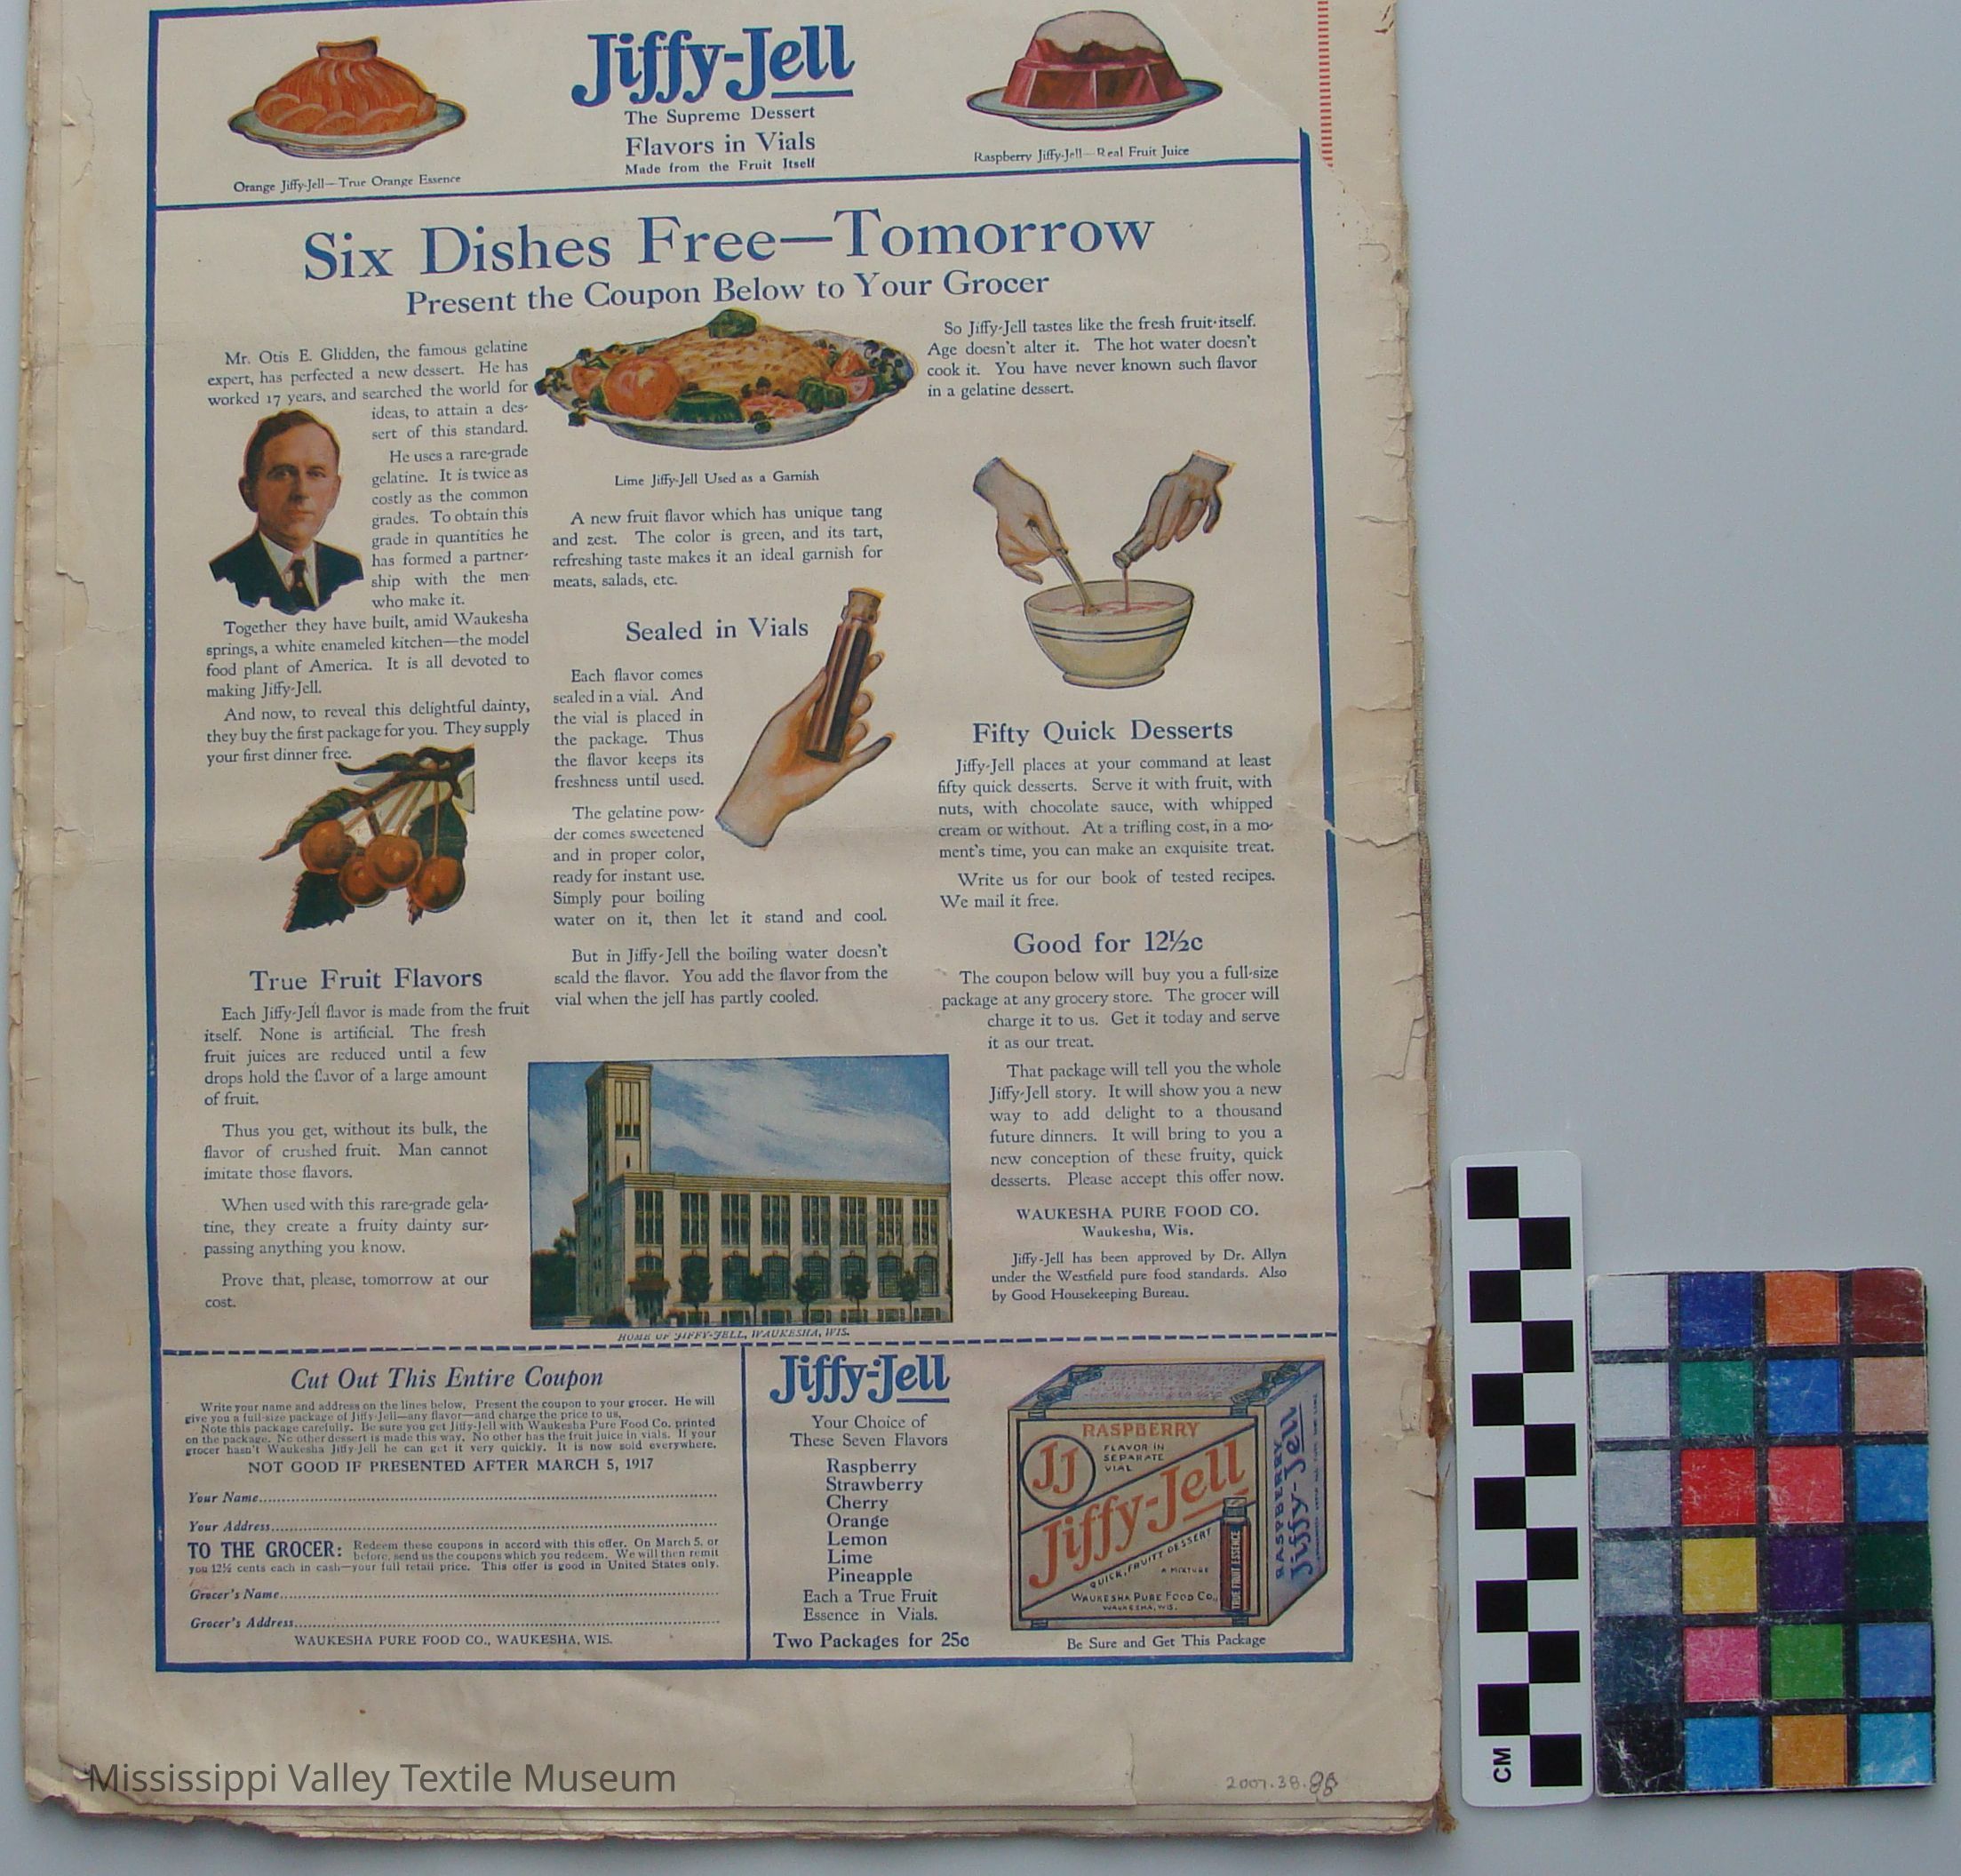 Jiffy-Jell
The Supreme Dessert
Flavors in Vials
Made from the Fruit Itself
Orange Jiffy-Jell—True Orange Essence
Raspberry Jiffy-Jell—Real Fruit Juice
Six Dishes Free—Tomorrow
Present the Coupon Below to Your Grocer
Mr. Otis E. Glidden, the famous gelatine
expert, has perfected a new dessert. He has
worked 17 years, and searched the world for
ideas, to attain a des-
sert of this standard.
He uses a rare-grade
gelatine. It is twice as
costly as the common
grades. To obtain this
grade in quantities he
has formed a partner-
ship with the men
who make it.
Together they have built, amid Waukesha
springs, a white enameled kitchen—the model
food plant of America. It is all devoted to
making Jiffy-Jell.
And now, to reveal this delightful dainty,
they buy the first package for you. They supply
your first dinner free.
True Fruit Flavors
Each Jiffy-Jell flavor is made from the fruit
itself. None is artificial. The fresh
fruit juices are reduced until a few
drops hold the flavor of a large amount
of fruit.
Thus you get, without its bulk, the
flavor of crushed fruit. Man cannot
imitate those flavors.
When used with this rare-grade gela-
tine, they create a fruity dainty sur-
passing anything you know.
Prove that, please, tomorrow at our
cost.
Lime Jiffy-Jell Used as a Garnish
A new fruit flavor which has unique tang
and zest. The color is green, and its tart,
refreshing taste makes it an ideal garnish for
meats, salads, etc.
Sealed in Vials
Each flavor comes
sealed in a vial. And
the vial is placed in
the package. Thus
the flavor keeps its
freshness until used.
The gelatine pow-
der comes sweetened
and in proper color,
ready for instant use.
Simply pour boiling
water on it, then let it stand and cool.
But in Jiffy-Jell the boiling water doesn't
scald the flavor. You add the flavor from the
vial when the jell has partly cooled.
HOME OF JIFFY-JELL, WAUKESHA, WIS.
So Jiffy-Jell tastes like the fresh fruit itself.
Age doesn't alter it. The hot water doesn't
cook it. You have never known such flavor
in a gelatine dessert.
Fifty Quick Desserts
Jiffy-Jell places at your command at least
fifty quick desserts. Serve it with fruit, with
nuts, with chocolate sauce, with whipped
cream or without. At a trifling cost, in a mo-
ment's time, you can make an exquisite treat.
Write us for our book of tested recipes.
We mail it free.
Good for 12½c
The coupon below will buy you a full-size
package at any grocery store. The grocer will
charge it to us. Get it today and serve
it as our treat.
That package will tell you the whole
Jiffy-Jell story. It will show you a new
way to add delight to a thousand
future dinners. It will bring to you a
new conception of these fruity, quick
desserts. Please accept this offer now.
WAUKESHA PURE FOOD CO.
Waukesha, Wis.
Jiffy-Jell has been approved by Dr. Allyn
under the Westfield pure food standards. Also
by Good Housekeeping Bureau.
Cut Out This Entire Coupon
Write your name and address on the lines below. Present the coupon to your grocer. He will
give you a full-size package of Jiffy-Jell—any flavor—and charge the price to us.
Note this package carefully. Be sure you get Jiffy-Jell with Waukesha Pure Food Co. printed
on the package. No other dessert is made this way. No other has the fruit juice in vials. If your
grocer hasn't Waukesha Jiffy-Jell he can get it very quickly. It is now sold everywhere.
NOT GOOD IF PRESENTED AFTER MARCH 5, 1917
Your Name
Your Address
TO THE GROCER: Redeem these coupons in accord with this offer. On March 5, or
before, send us the coupons which you redeem. We will then remit
you 12½ cents each in cash—your full retail price. This offer is good in United States only.
Grocer's Name
Grocer's Address
WAUKESHA PURE FOOD CO., WAUKESHA, WIS.
Jiffy-Jell
Your Choice of
These Seven Flavors
Raspberry
Strawberry
Cherry
Orange
Lemon
Lime
Pineapple
Each a True Fruit
Essence in Vials.
Two Packages for 25c
RASPBERRY
FLAVOR IN
SEPARATE
VIAL
JJ
Jiffy-Jell
QUICK, FRUITY DESSERT
A MIXTURE
WAUKESHA PURE FOOD CO.,
WAUKESHA, WIS.
TRUE FRUIT ESSENCE
RASPBERRY
Jiffy-Jell
Be Sure and Get This Package
CM
Mississippi Valley Textile Museum